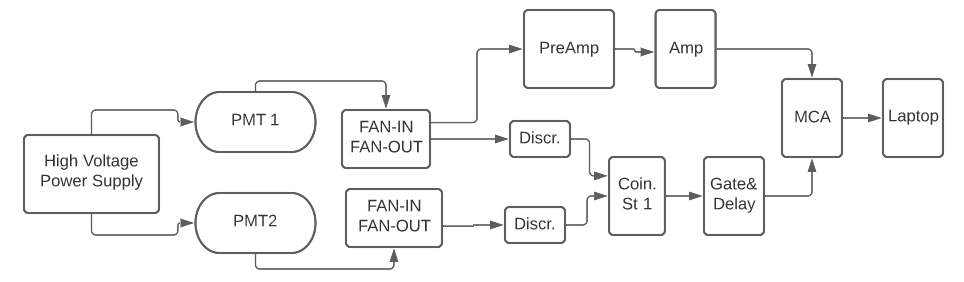 PreAmp
Amp
PMT 1
FAN-IN
FAN-OUT
Discr.
MCA
Laptop
High Voltage
Power Supply
Coin.
St 1
Gate&
Delay
PMT2
FAN-IN
FAN-OUT
Discr.